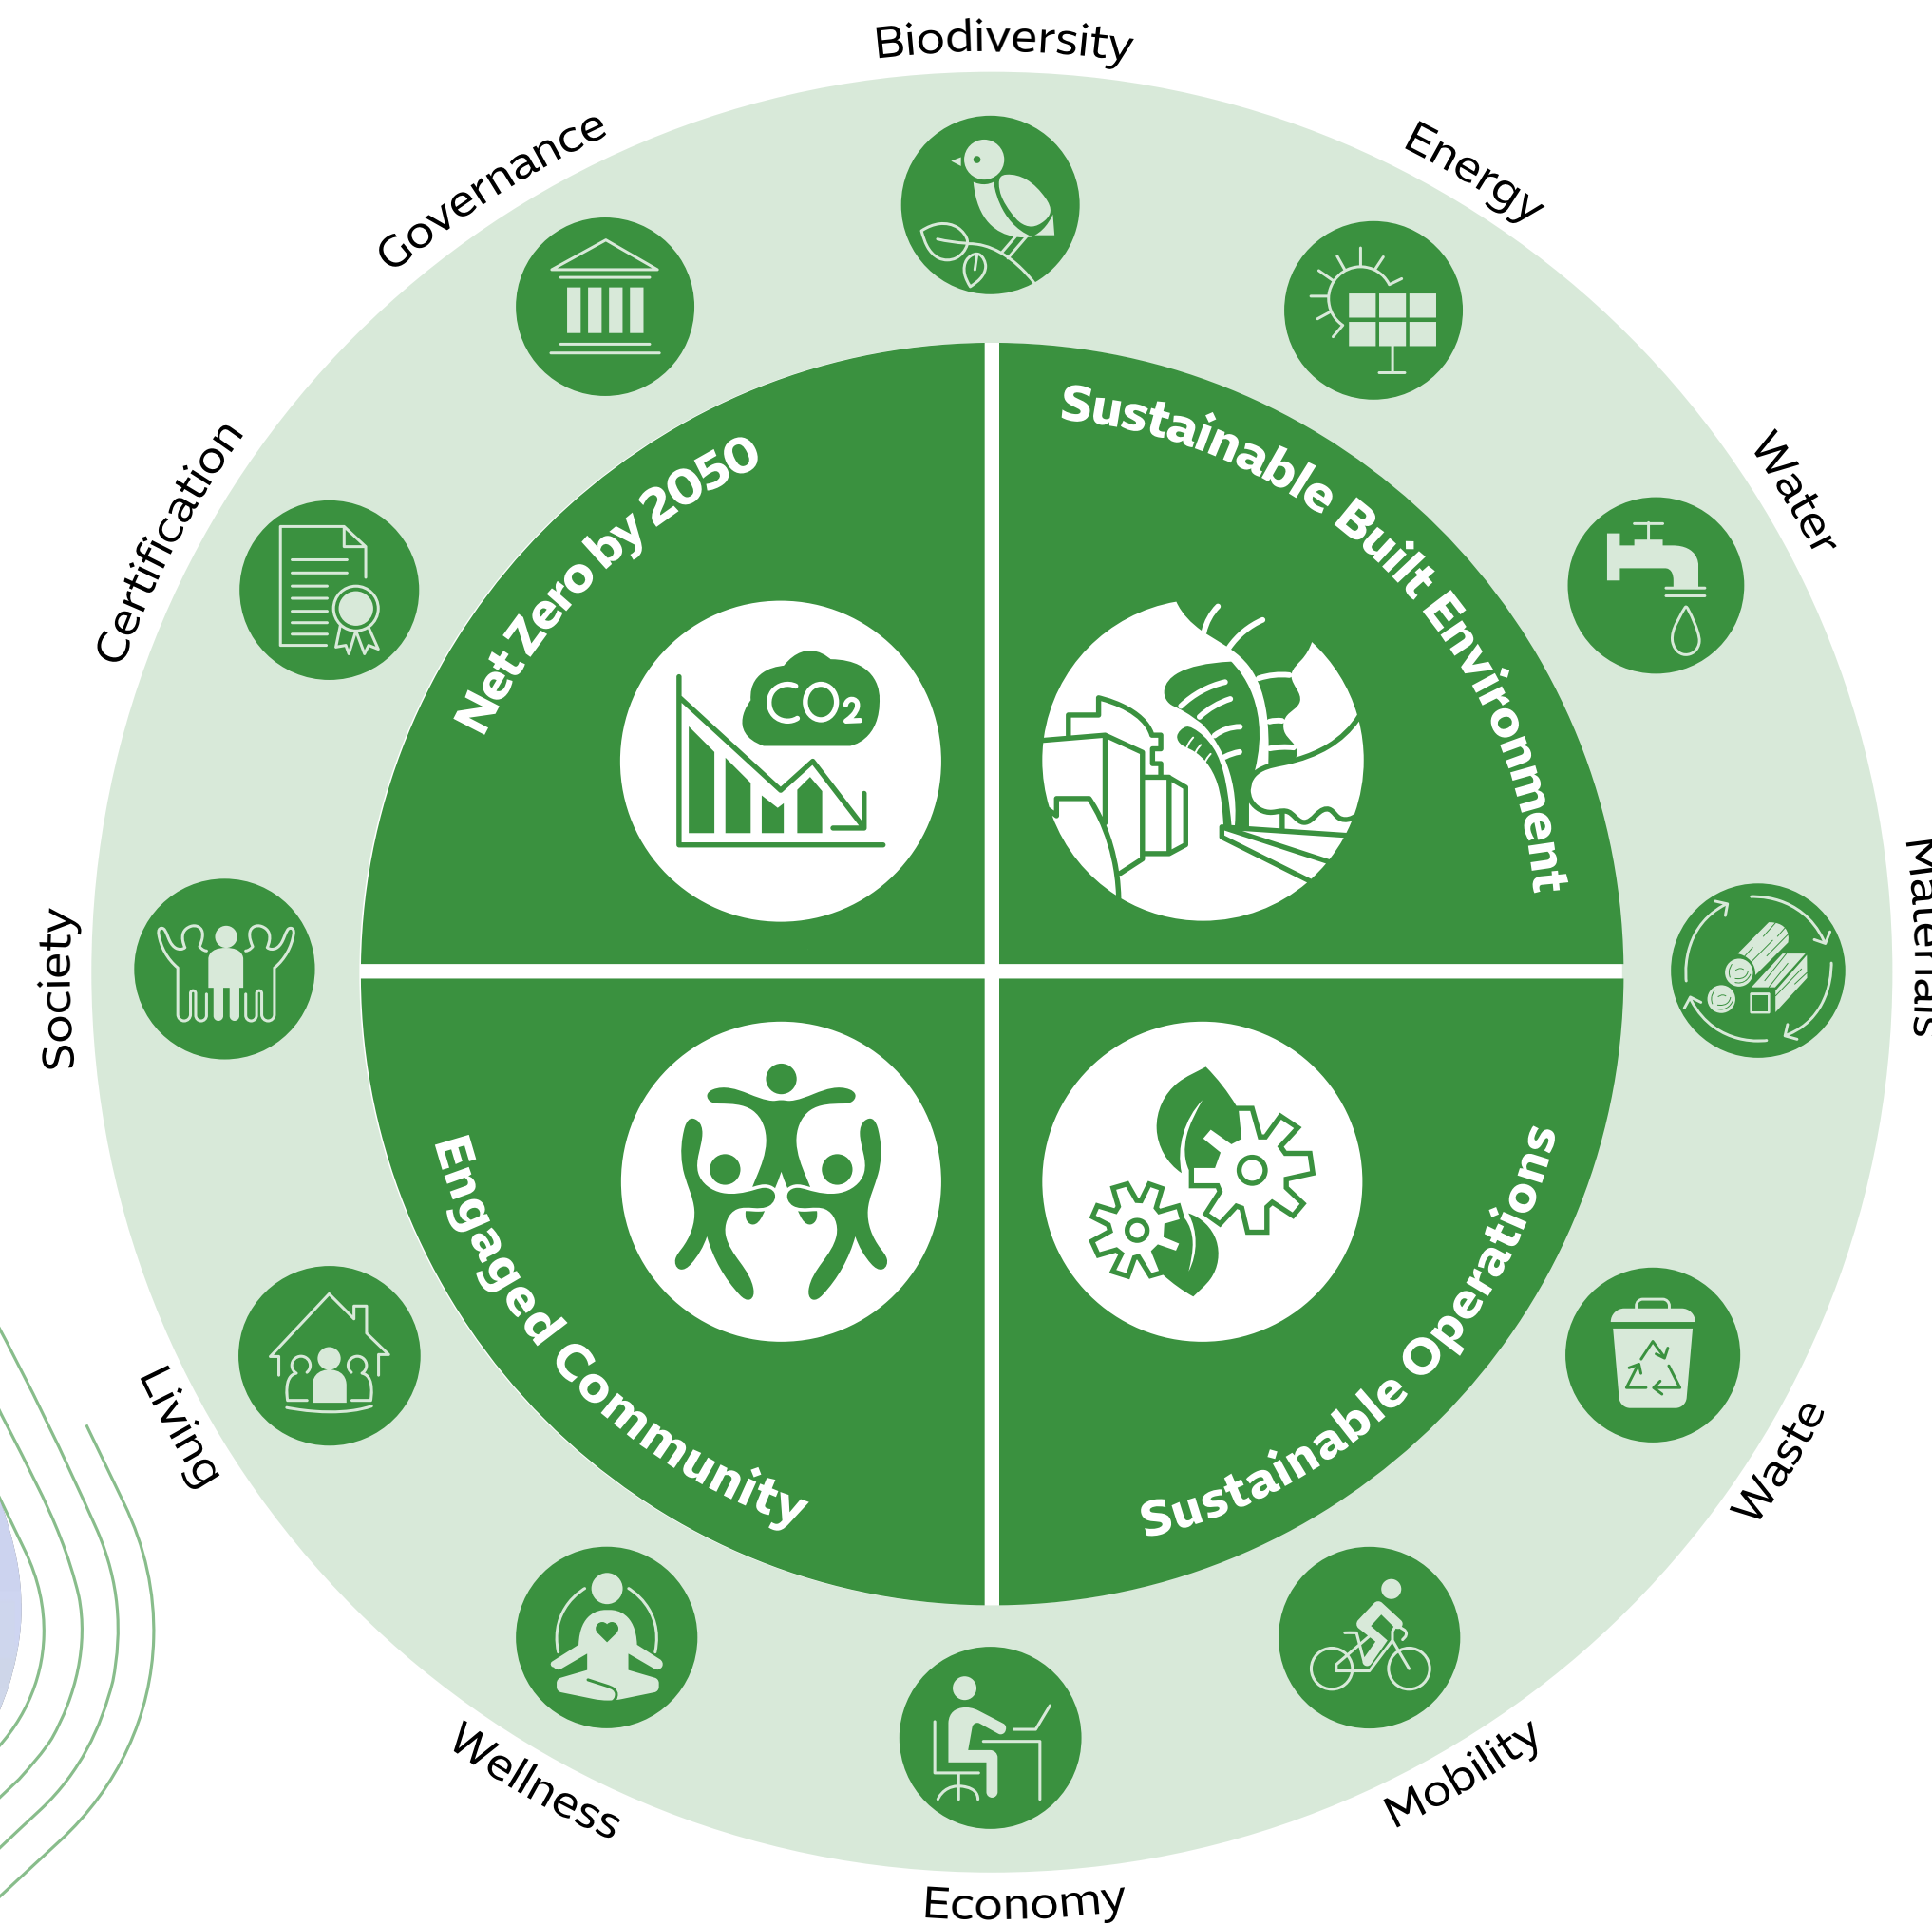 Biodiversity
Energy
Water
Materials
Waste
Mobility
Economy
Wellness
Living
Society
Certification
Governance
Net Zero by 2050
CO2
Sustainable Built Environment
Sustainable Operations
Engaged Community